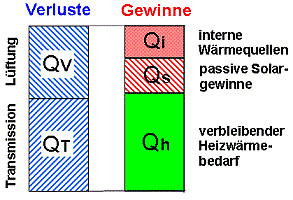 Verluste Gewinne
Lüftung
Transmission
Qv
QT
Qi
Qs
Qh
interne
Wärmequellen
passive Solar-
gewinne
verbleibender
Heizwärme-
bedarf